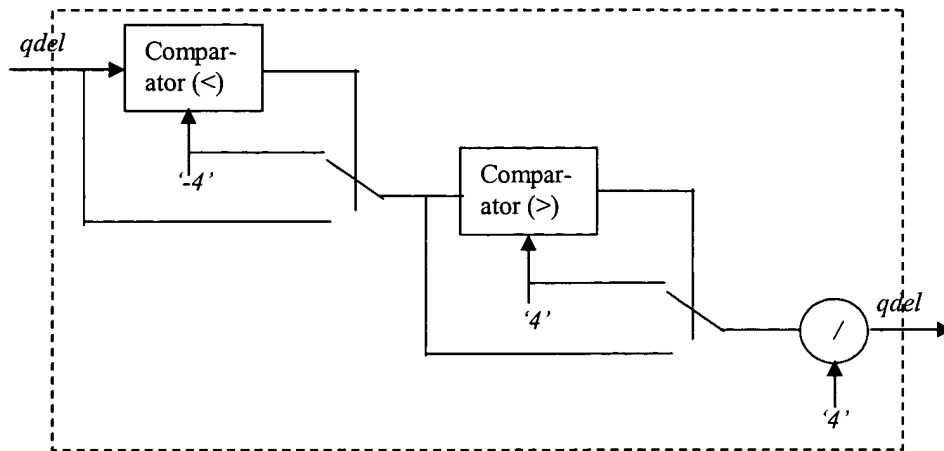 qdel
Compar-
ator (<)
‘-4’
Compar-
ator (>)
‘4’
/
qdel
‘4’